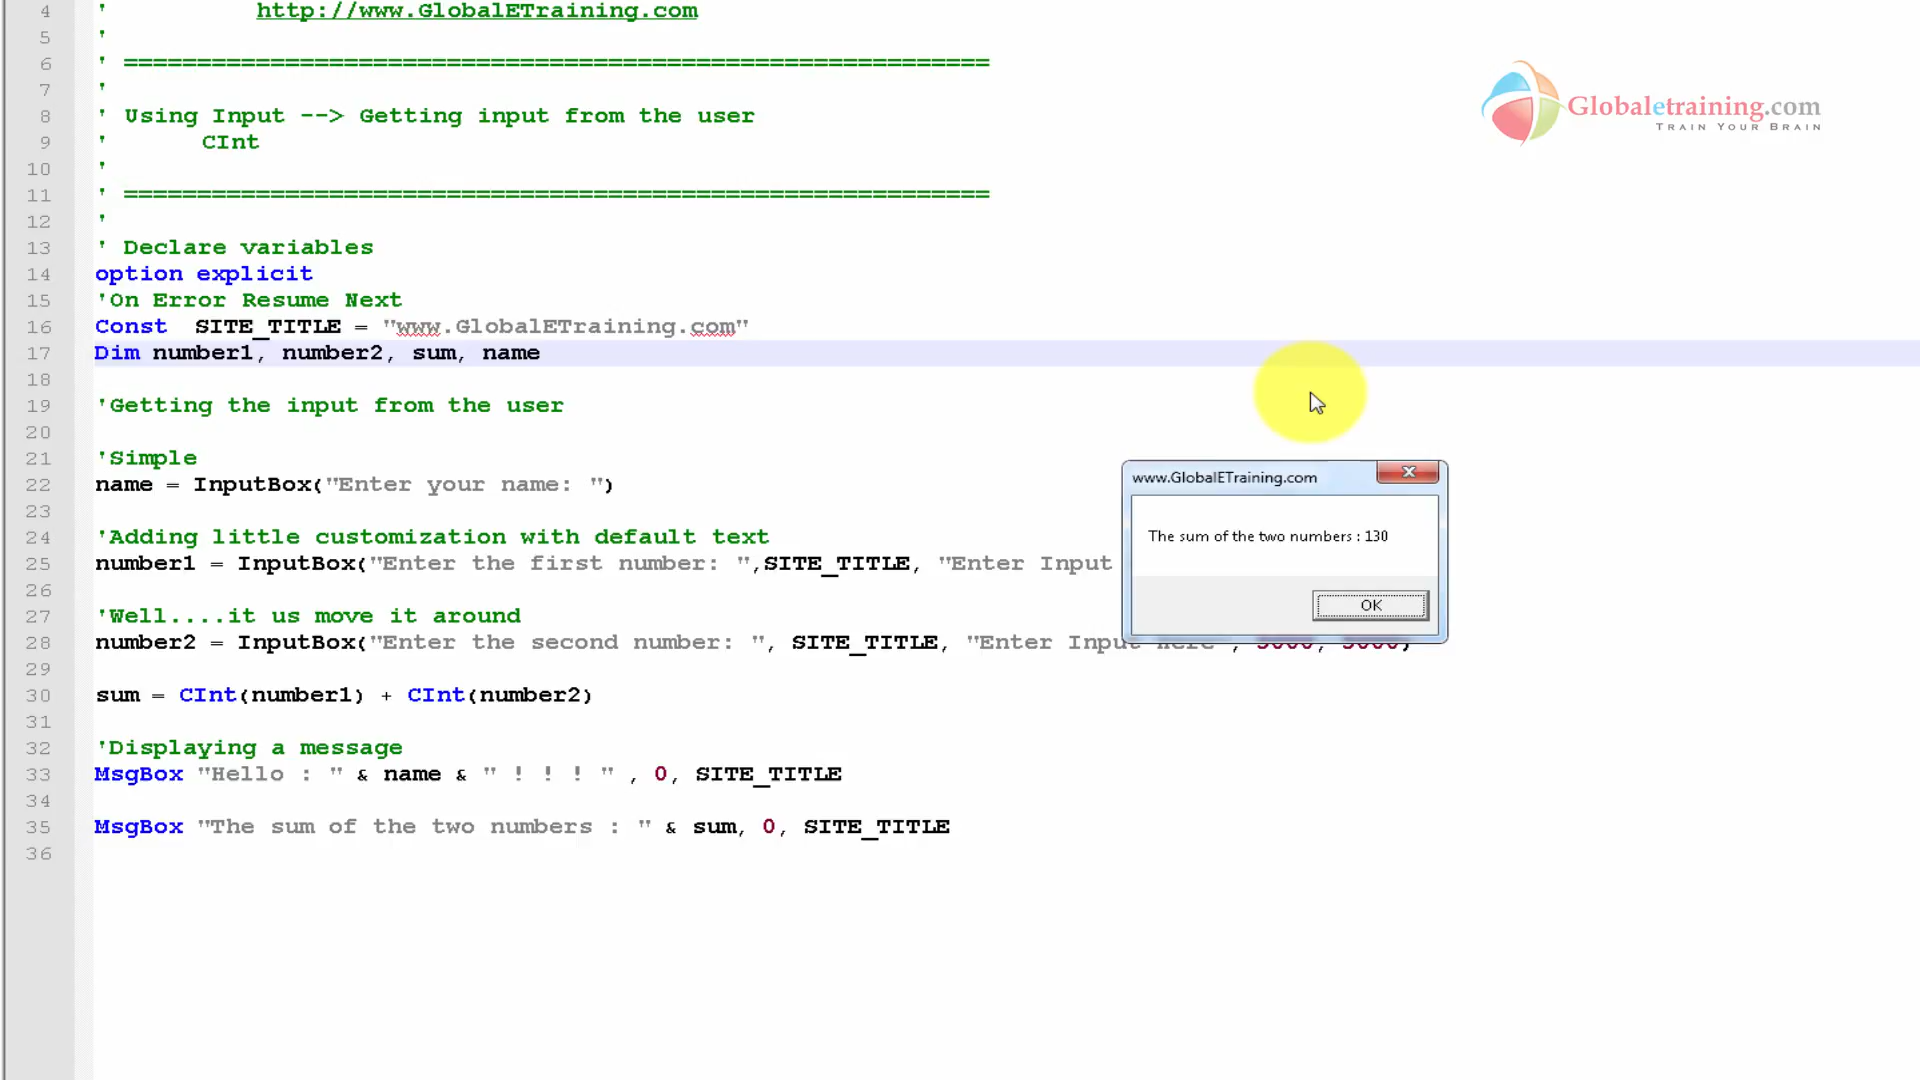 4 ' http://www.GlobalETraining.com
5 '
6 ' ===========================================================
7 '
8 ' Using Input --> Getting input from the user
9 ' CInt
10 '
11 ' ===========================================================
12 '
13 ' Declare variables
14 option explicit
15 'On Error Resume Next
16 Const SITE_TITLE = "www.GlobalETraining.com"
17 Dim number1, number2, sum, name
18
19 'Getting the input from the user
20
21 'Simple
22 name = InputBox("Enter your name: ")
23
24 'Adding little customization with default text
25 number1 = InputBox("Enter the first number: ",SITE_TITLE, "Enter Input
26
27 'Well....it us move it around
28 number2 = InputBox("Enter the second number: ", SITE_TITLE, "Enter Input here", 5000, 5000)
29
30 sum = CInt(number1) + CInt(number2)
31
32 'Displaying a message
33 MsgBox "Hello : " & name & " ! ! ! " , 0, SITE_TITLE
34
35 MsgBox "The sum of the two numbers : " & sum, 0, SITE_TITLE
36
Globaletraining.com
TRAIN YOUR BRAIN
www.GlobalETraining.com
The sum of the two numbers : 130
OK